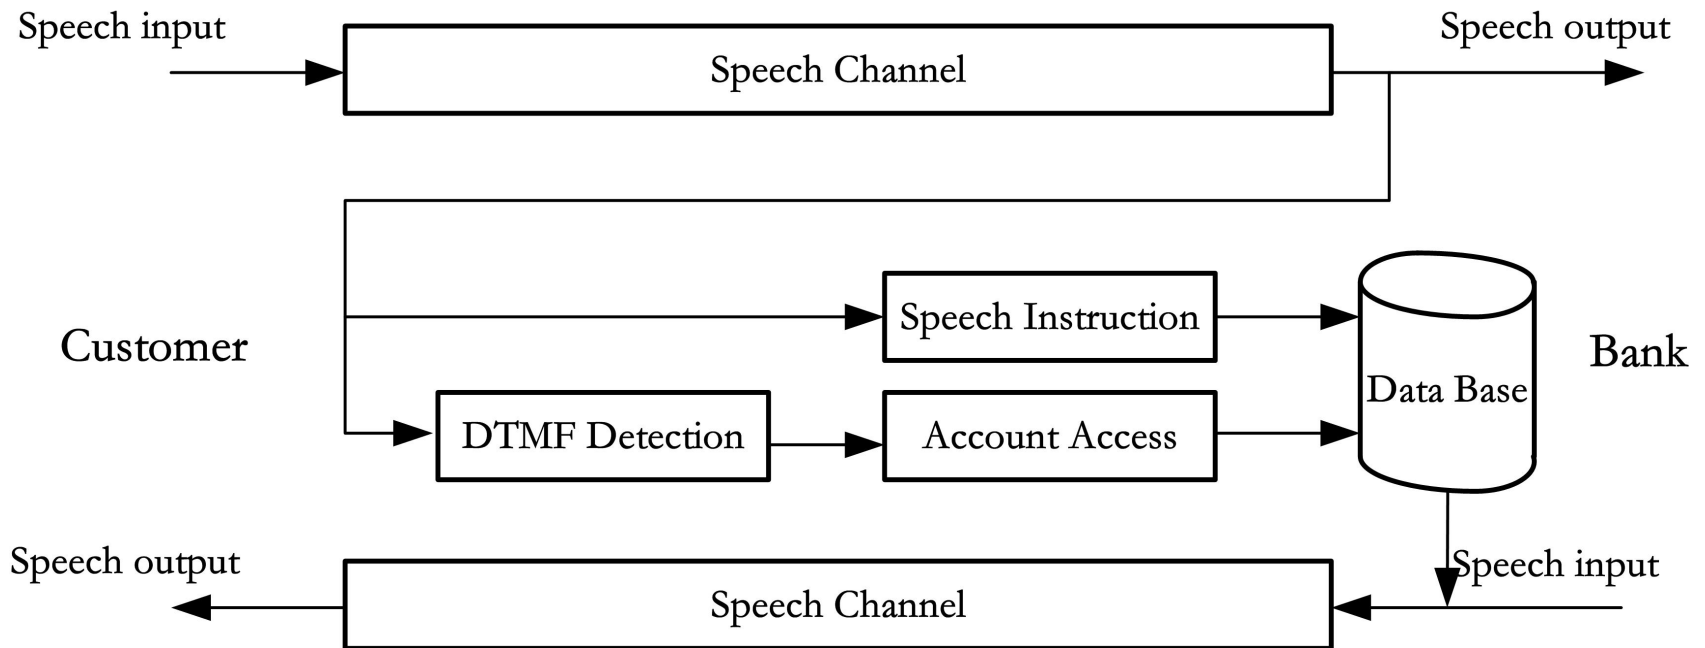 Speech input
Speech output
Speech Channel
Speech Instruction
Customer
Bank
Data Base
DTMF Detection
Account Access
Speech output
Speech input
Speech Channel